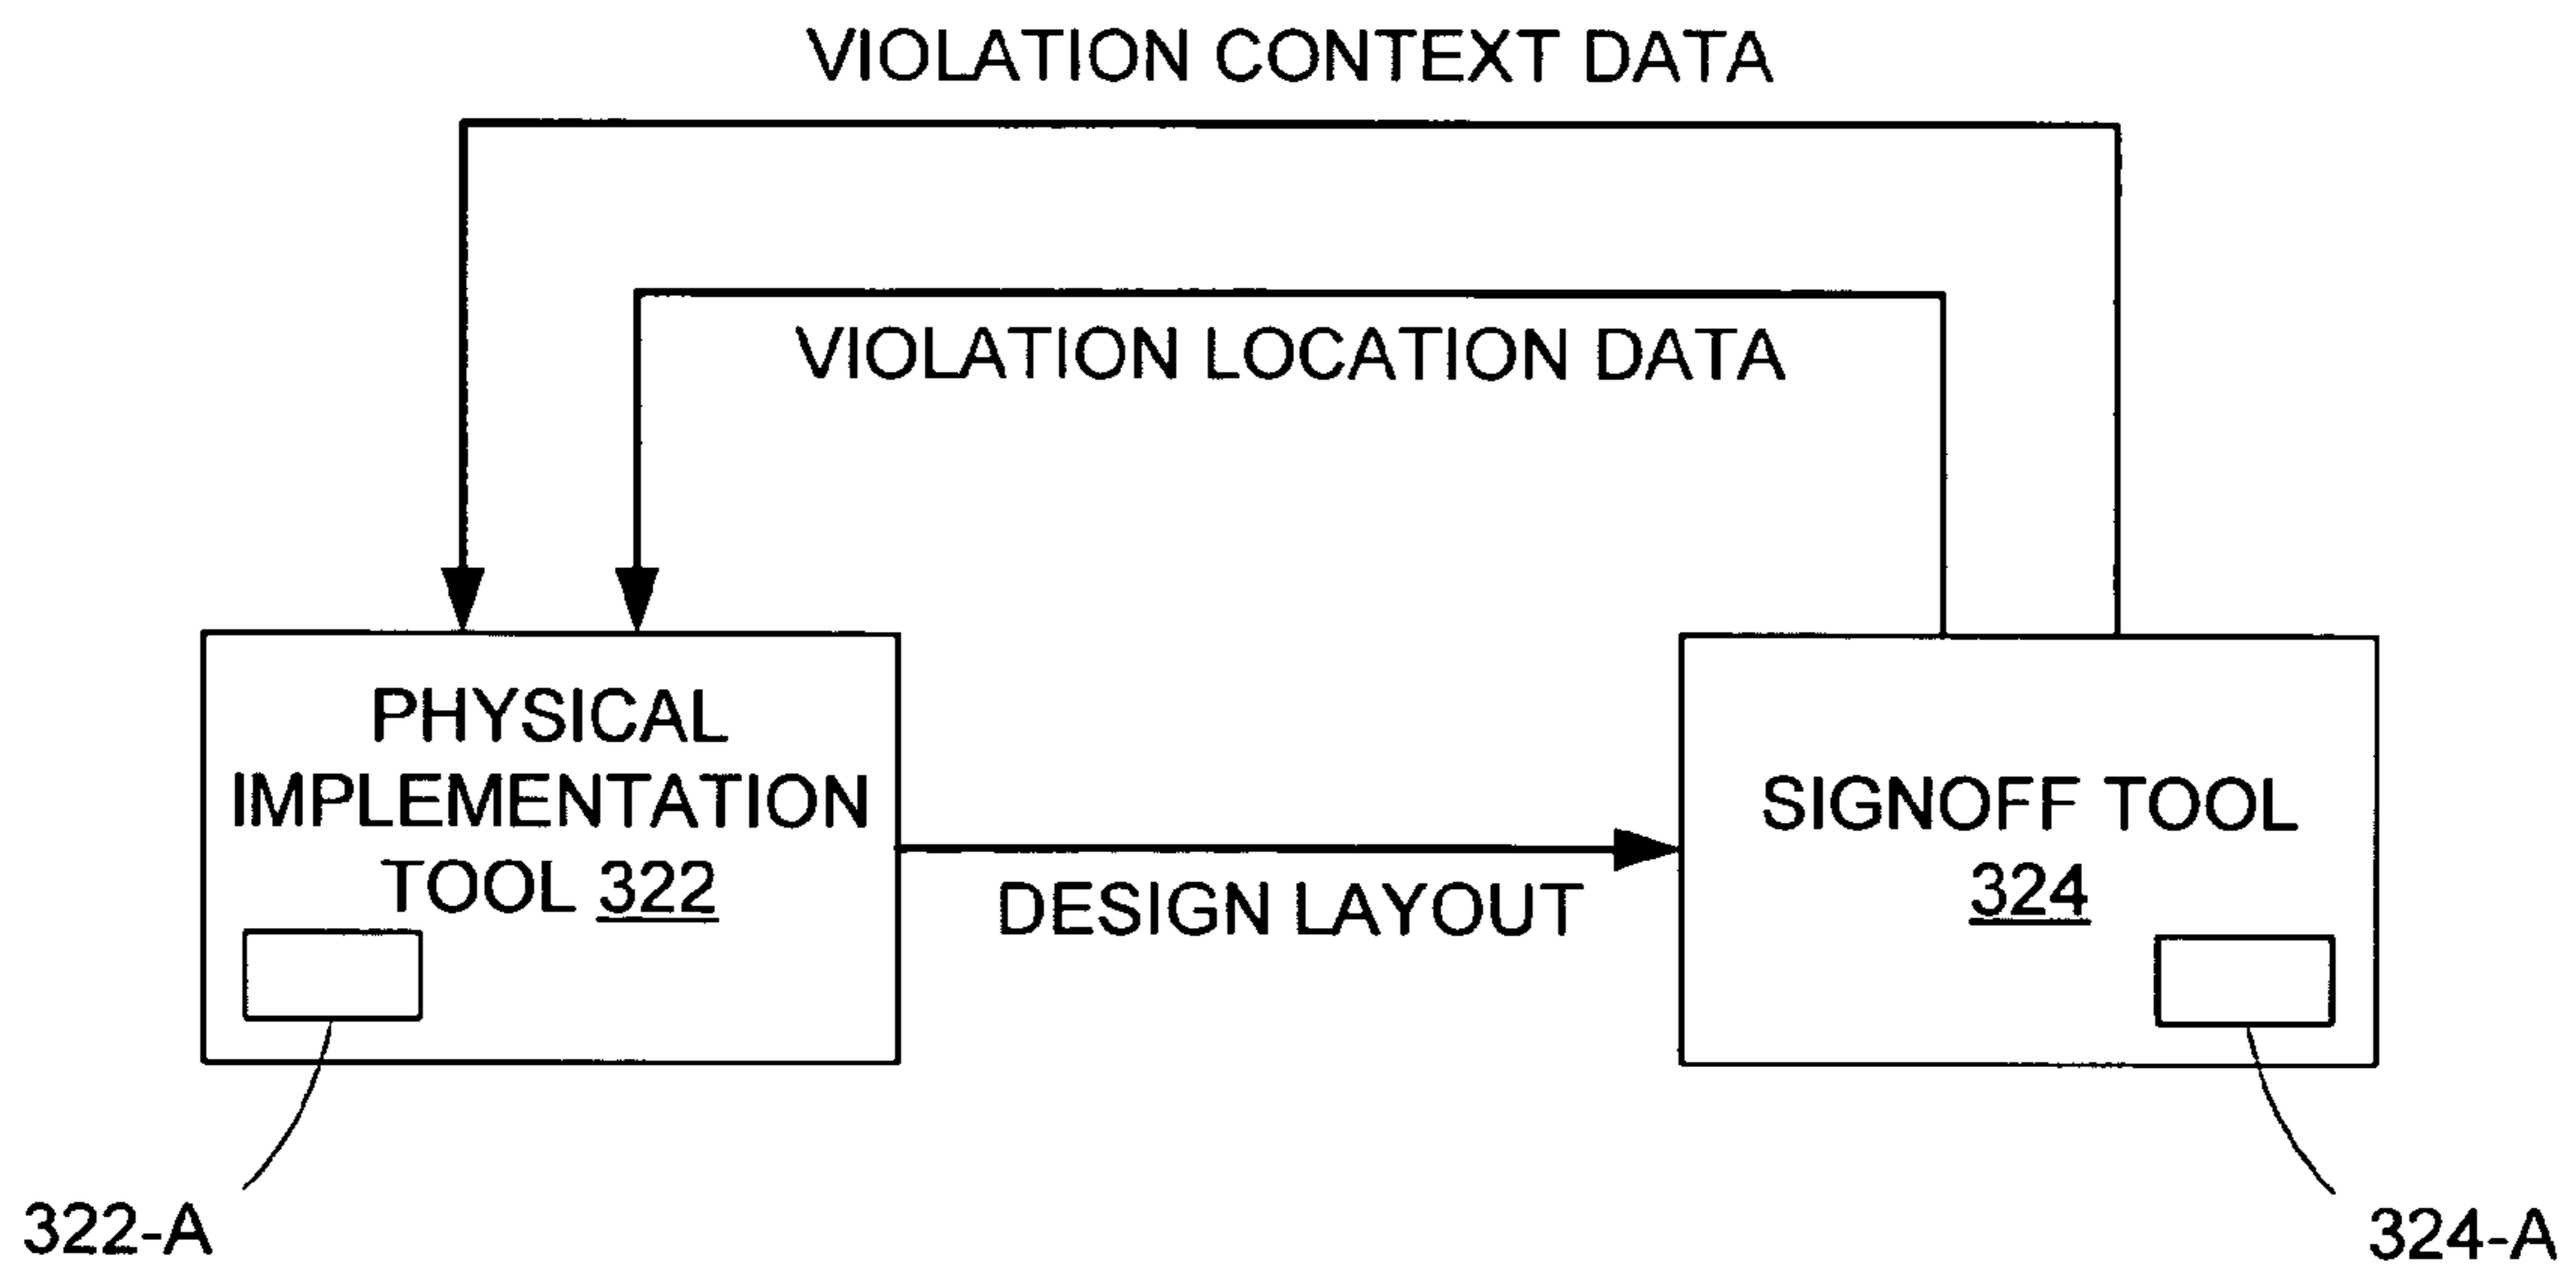 VIOLATION CONTEXT DATA
VIOLATION LOCATION DATA
PHYSICAL
IMPLEMENTATION
TOOL 322
DESIGN LAYOUT
SIGNOFF TOOL
324
322-A
324-A